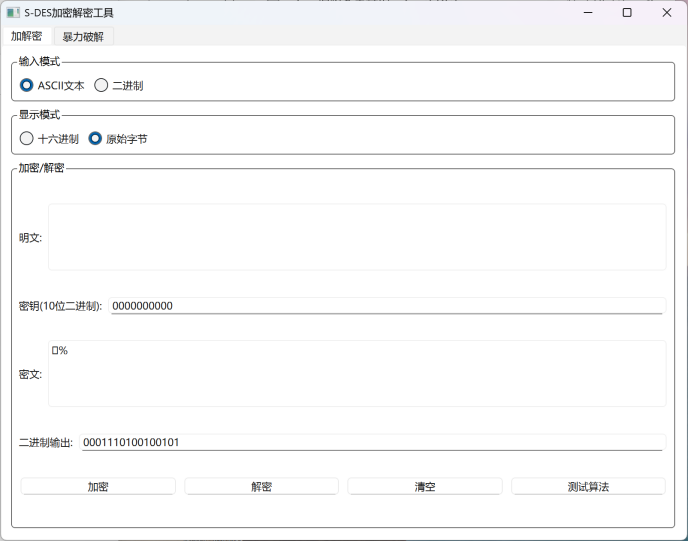 S-DES加密解密工具
加解密 暴力破解
输入模式
ASCII文本 二进制
显示模式
十六进制 原始字节
加密/解密
明文:
密钥(10位二进制): 0000000000
密文: %
二进制输出: 0001110100100101
加密 解密 清空 测试算法